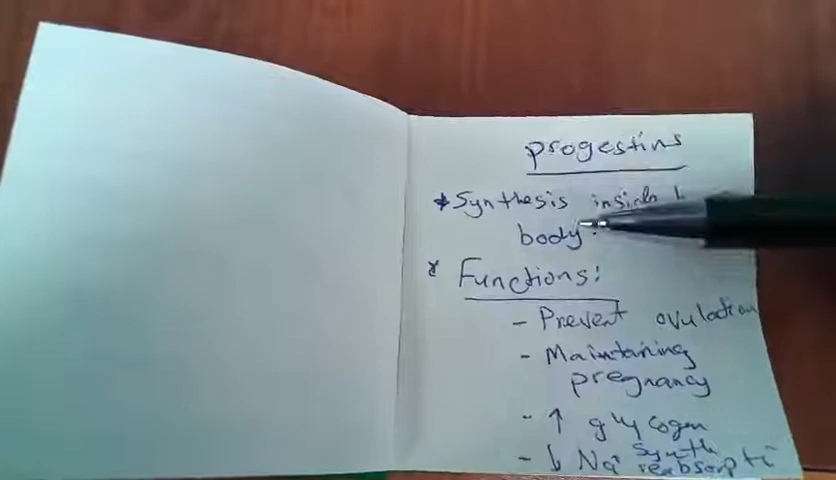 progestins
* Synthesis inside
body:
* Functions:
- Prevent ovulation
- Maintaining
pregnancy
- ↑ glycogen
synth
- ↓ Na⁺ reabsorpti